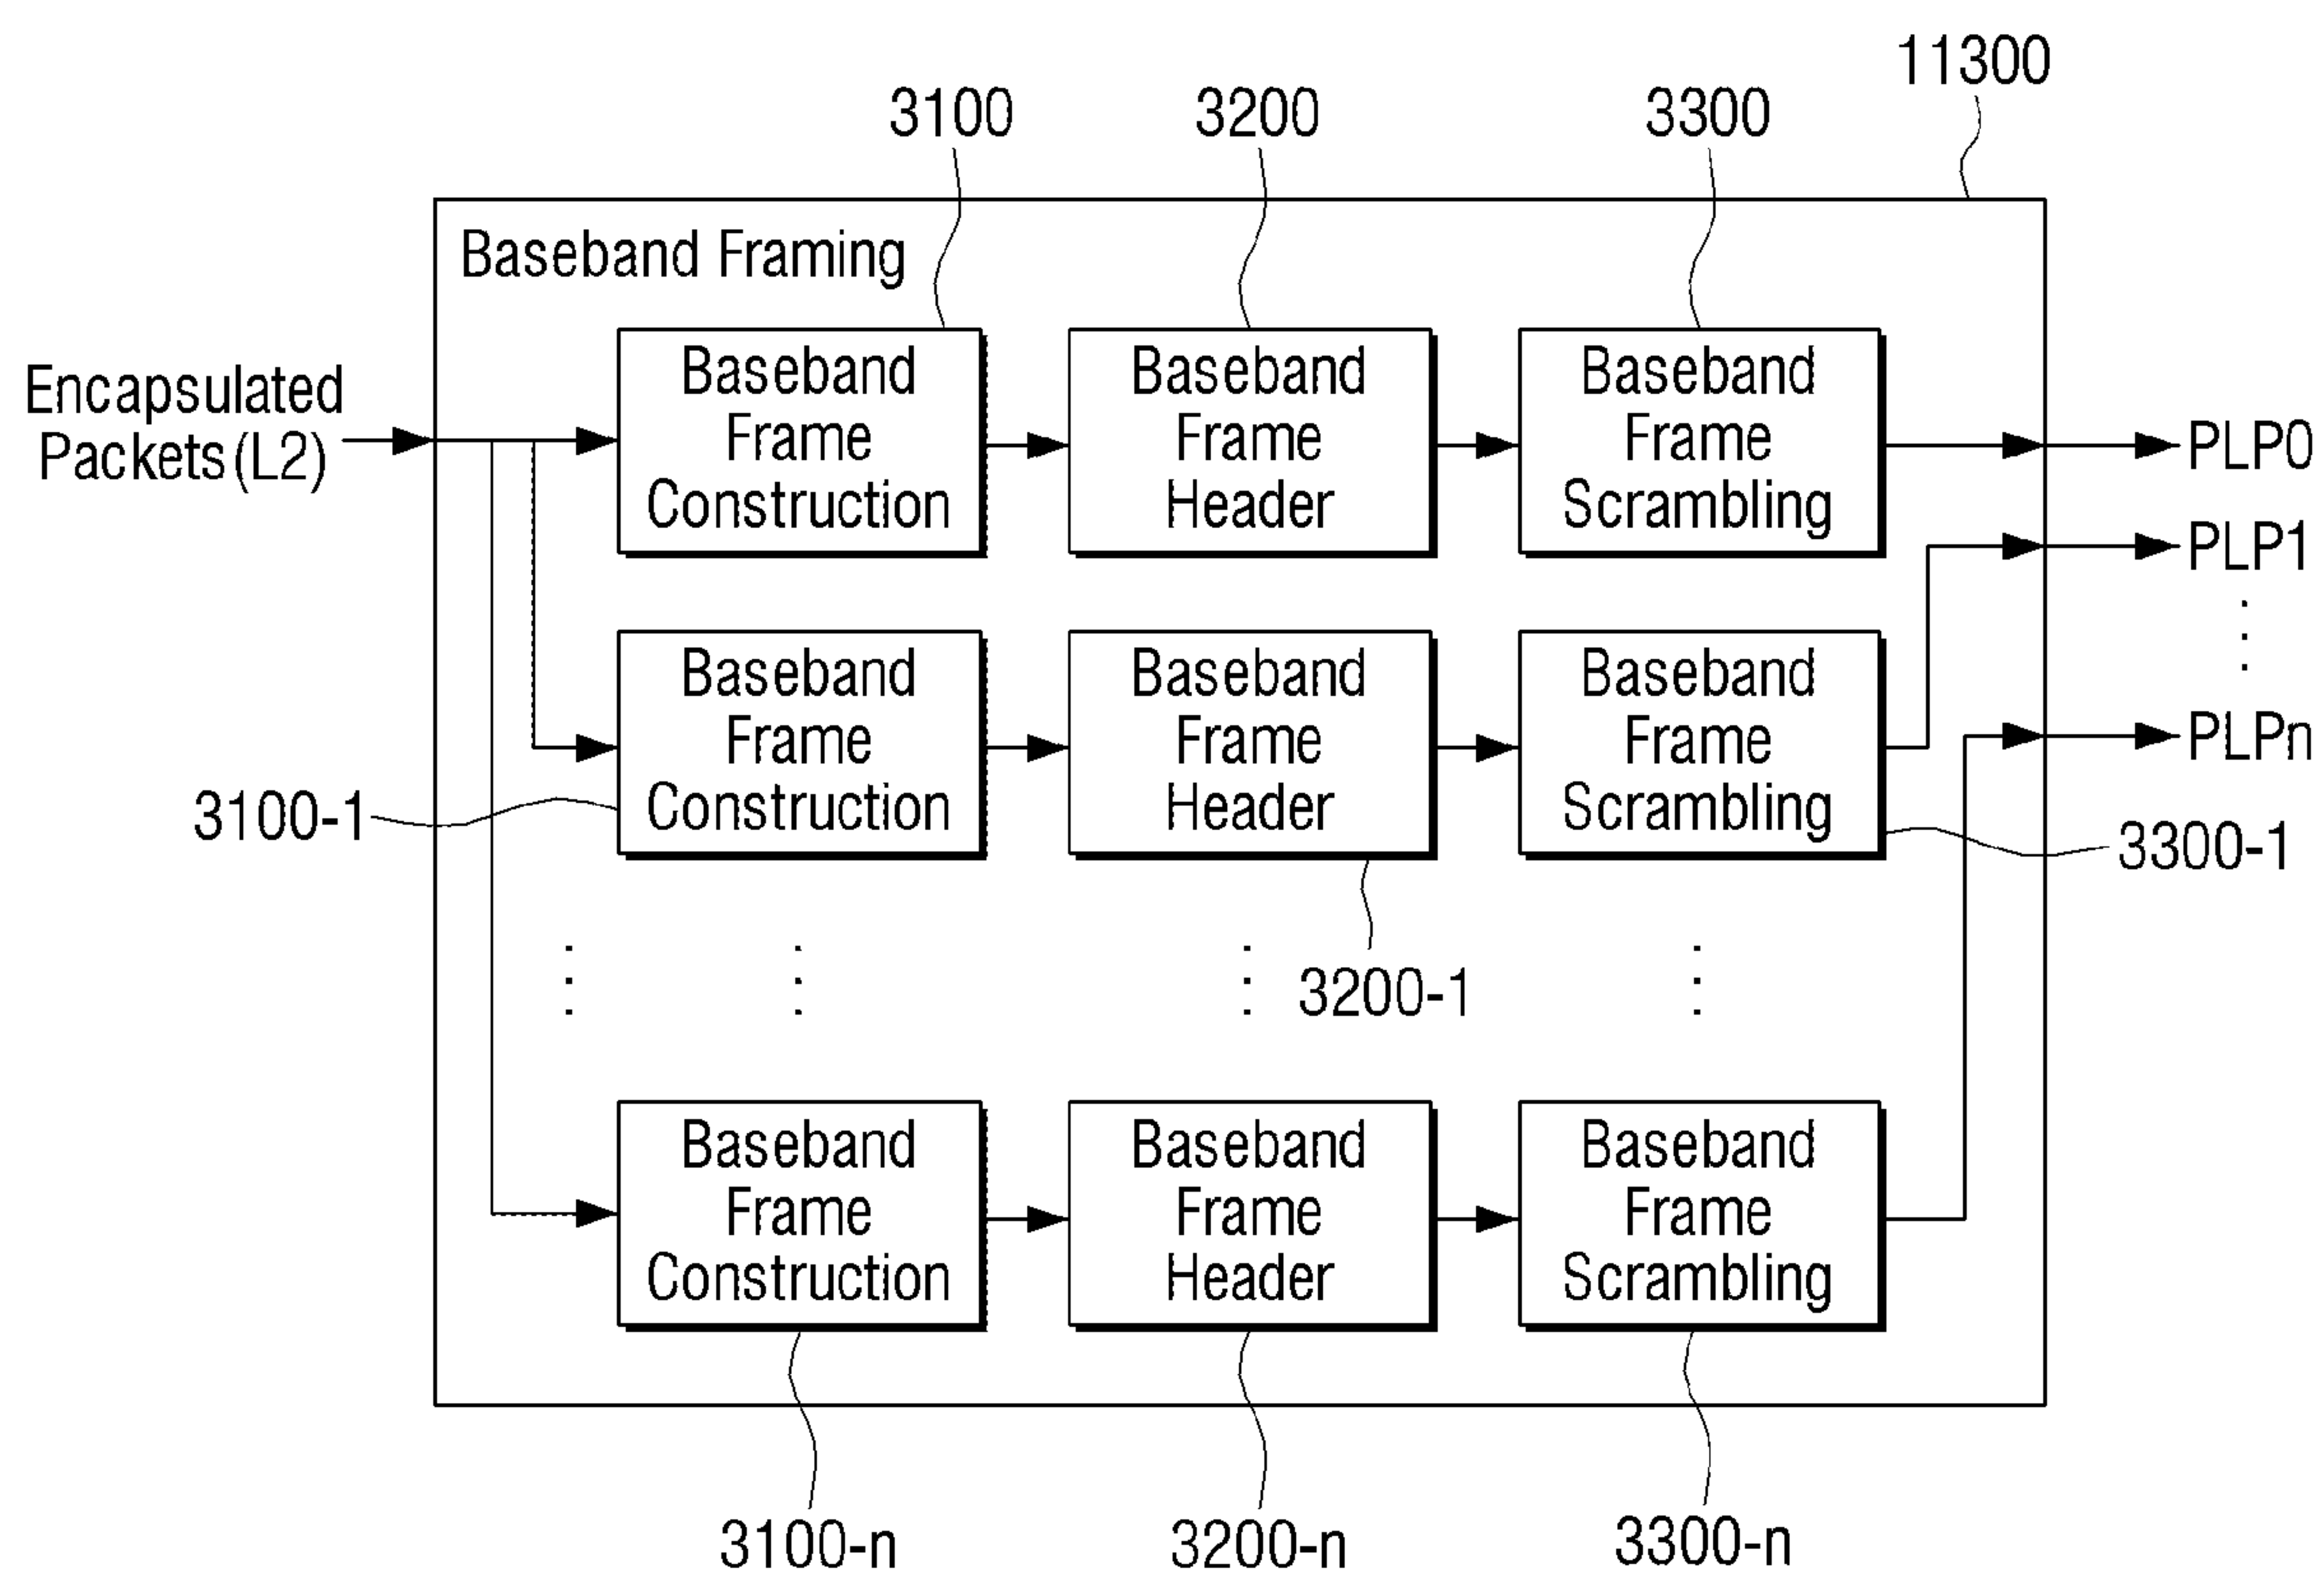 11300
3100
3200
3300
Baseband Framing
Encapsulated
Packets(L2)
Baseband
Frame
Construction
Baseband
Frame
Header
Baseband
Frame
Scrambling
PLP0
PLP1
PLPn
Baseband
Frame
Construction
Baseband
Frame
Header
Baseband
Frame
Scrambling
3100-1
3300-1
3200-1
Baseband
Frame
Construction
Baseband
Frame
Header
Baseband
Frame
Scrambling
3100-n
3200-n
3300-n